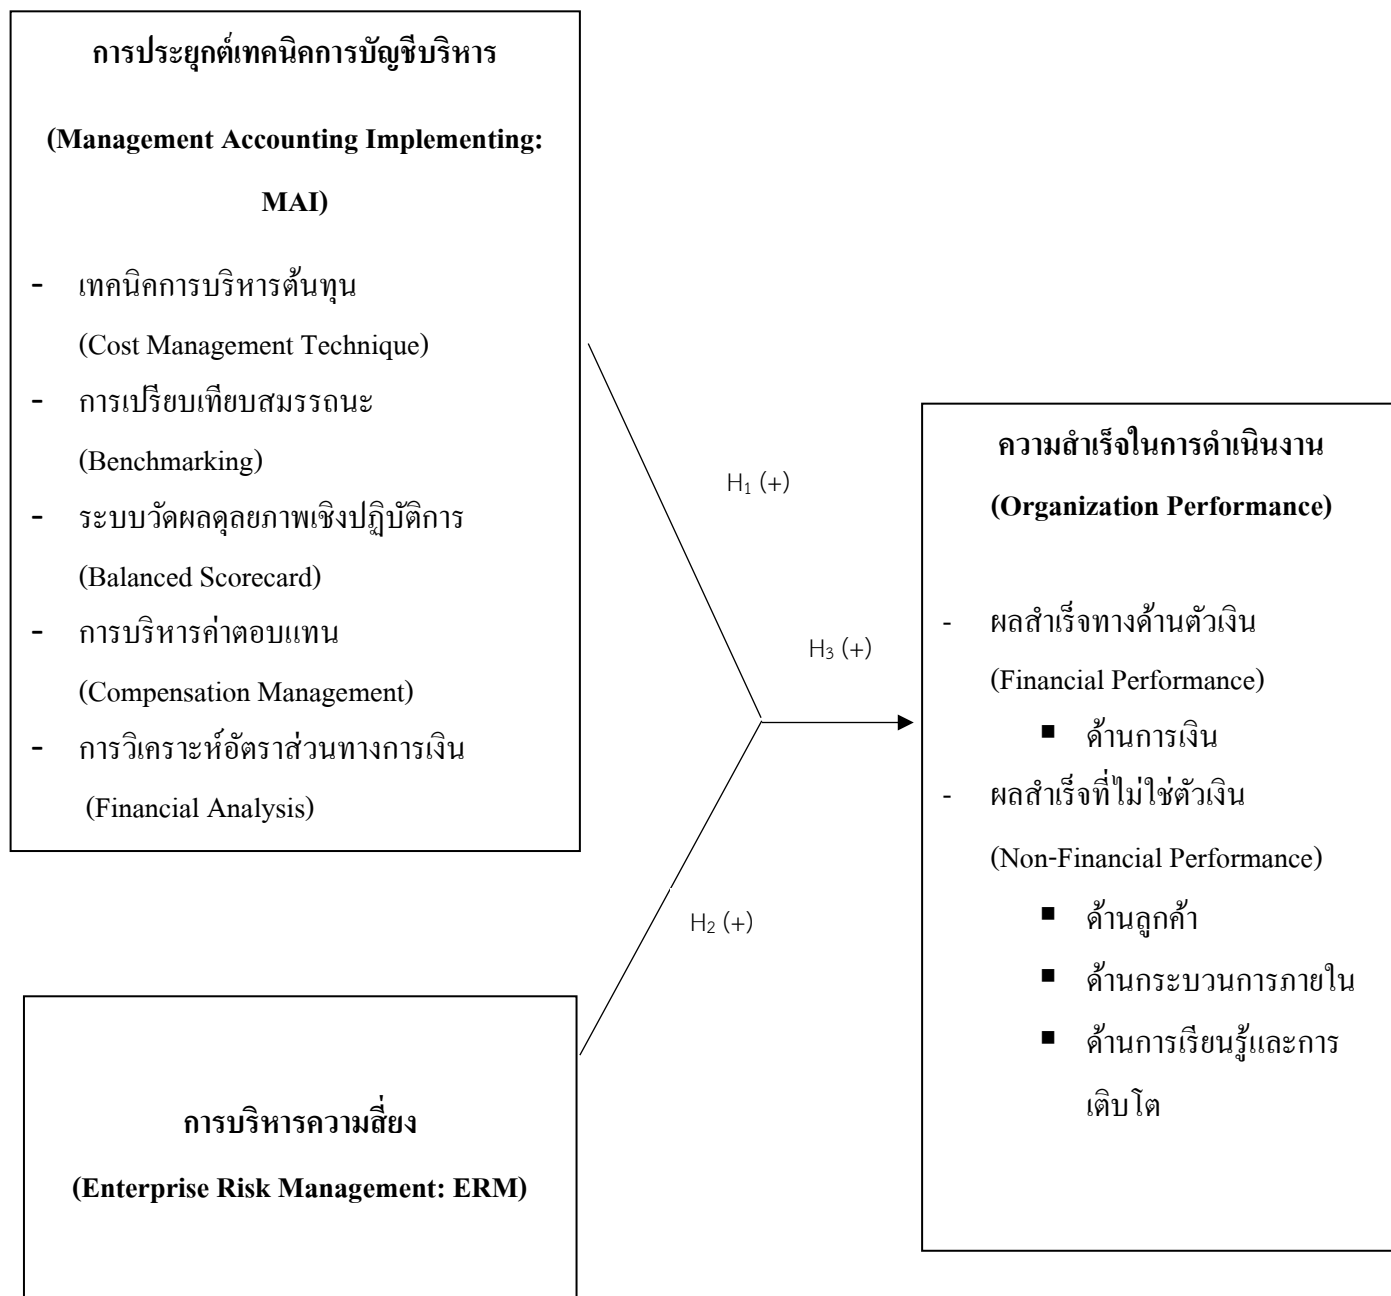 การประยุกต์เทคนิคการบัญชีบริหาร
(Management Accounting Implementing:
MAI)
- เทคนิคการบริหารต้นทุน
(Cost Management Technique)
- การเปรียบเทียบสมรรถนะ
(Benchmarking)
- ระบบวัดผลดุลยภาพเชิงปฏิบัติการ
(Balanced Scorecard)
- การบริหารค่าตอบแทน
(Compensation Management)
- การวิเคราะห์อัตราส่วนทางการเงิน
(Financial Analysis)
H₁ (+)
H₃ (+)
H₂ (+)
การบริหารความสี่ยง
(Enterprise Risk Management: ERM)
ความสำเร็จในการดำเนินงาน
(Organization Performance)
- ผลสำเร็จทางด้านตัวเงิน
(Financial Performance)
▪ ด้านการเงิน
- ผลสำเร็จที่ไม่ใช่ตัวเงิน
(Non-Financial Performance)
▪ ด้านลูกค้า
▪ ด้านกระบวนการภายใน
▪ ด้านการเรียนรู้และการ
เติบโต